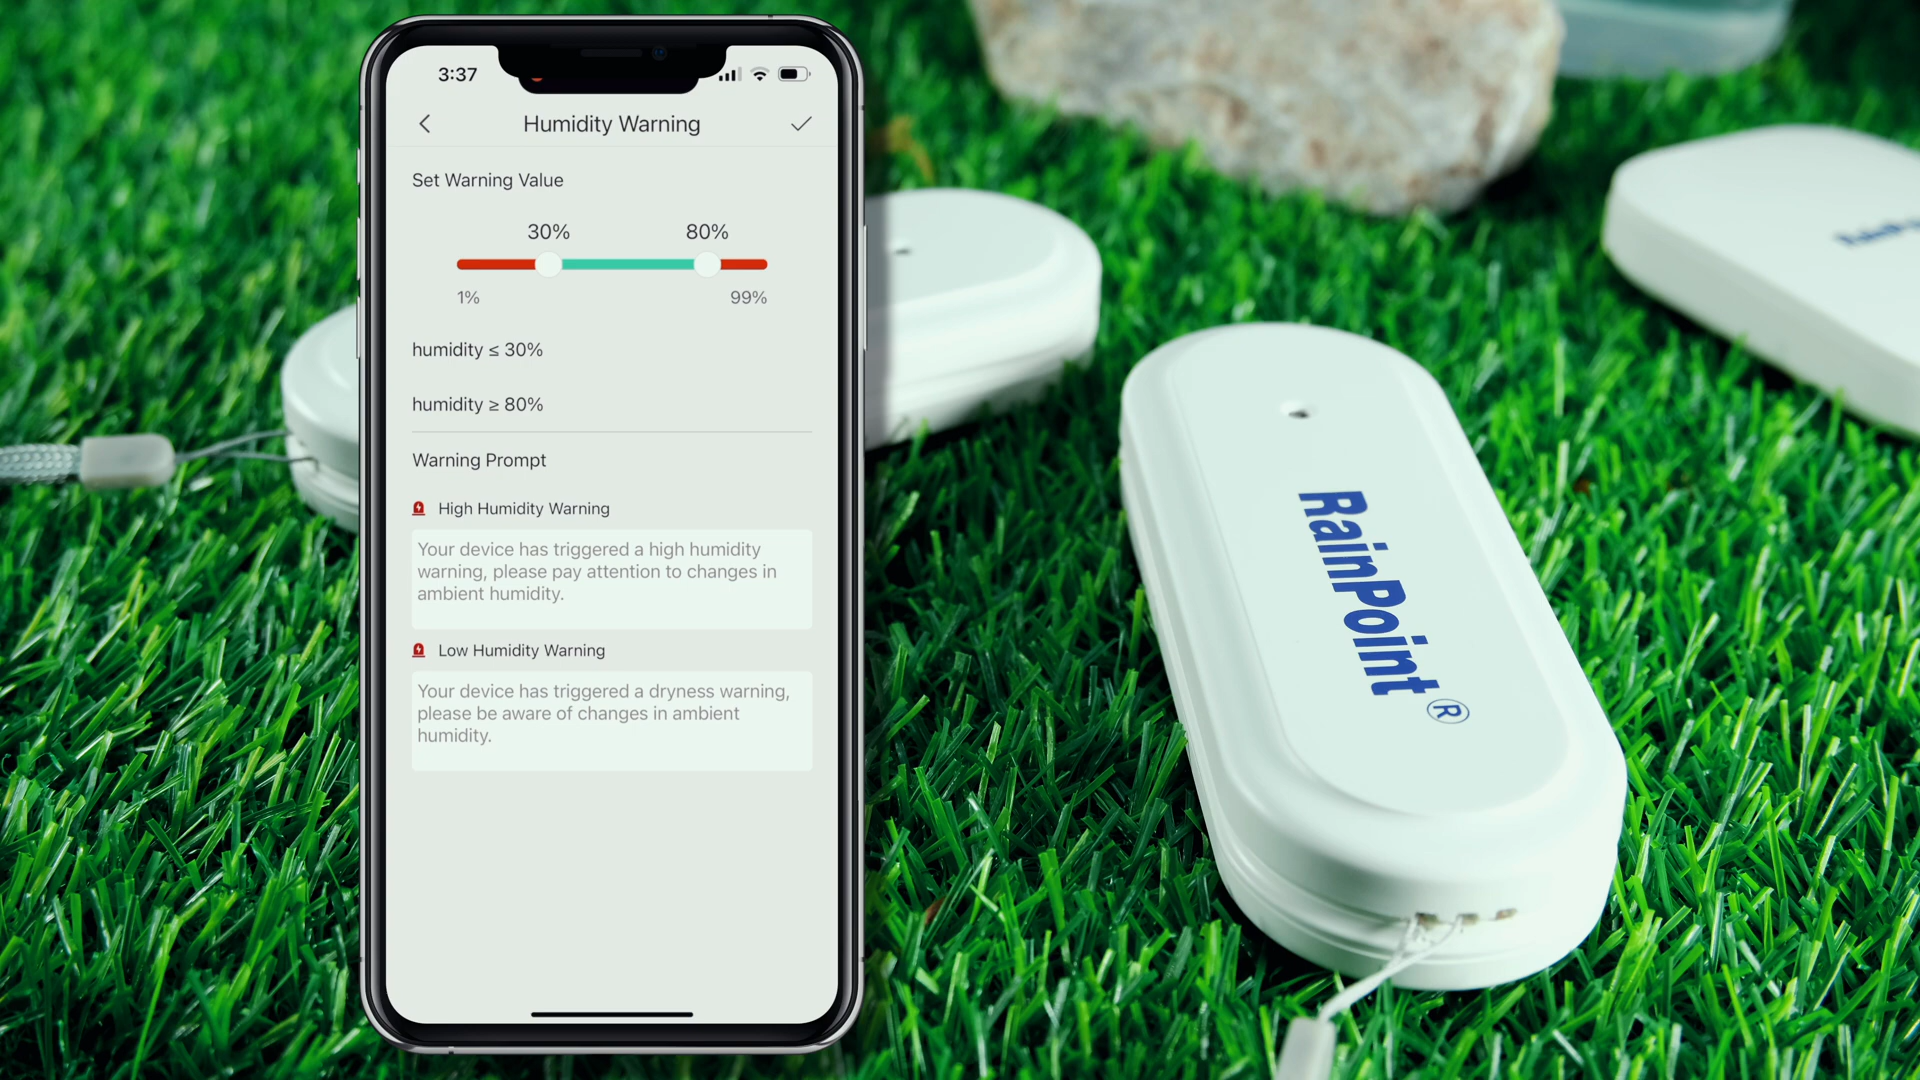 3:37
Humidity Warning
Set Warning Value
30% 80%
1% 99%
humidity ≤ 30%
humidity ≥ 80%
Warning Prompt
High Humidity Warning
Your device has triggered a high humidity
warning, please pay attention to changes in
ambient humidity.
Low Humidity Warning
Your device has triggered a dryness warning,
please be aware of changes in ambient
humidity.
RainPoint®